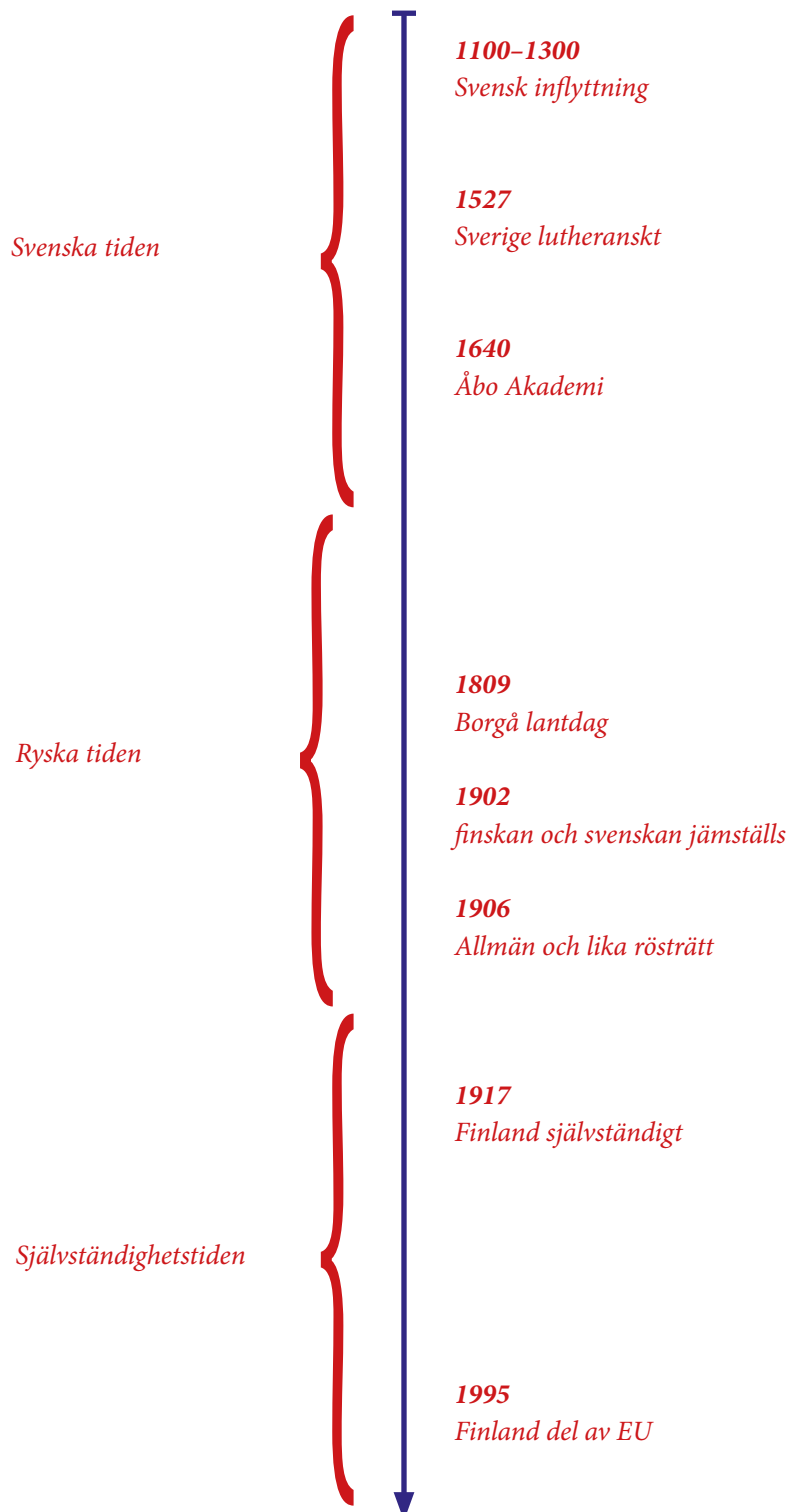 1100–1300
Svensk inflyttning
1527
Sverige lutheranskt
Svenska tiden
1640
Åbo Akademi
1809
Borgå lantdag
Ryska tiden
1902
finskan och svenskan jämställs
1906
Allmän och lika rösträtt
1917
Finland självständigt
Självständighetstiden
1995
Finland del av EU